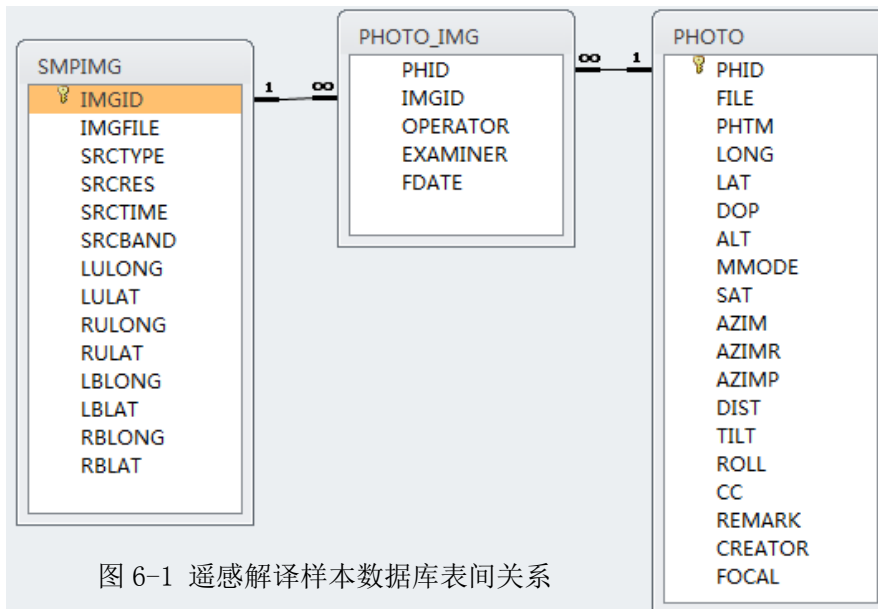 SMPIMG
IMGID
IMGFILE
SRCTYPE
SRCRES
SRCTIME
SRCBAND
LULONG
LULAT
RULONG
RULAT
LBLONG
LBLAT
RBLONG
RBLAT
1 ∞
PHOTO_IMG
PHID
IMGID
OPERATOR
EXAMINER
FDATE
∞ 1
PHOTO
PHID
FILE
PHTM
LONG
LAT
DOP
ALT
MMODE
SAT
AZIM
AZIMR
AZIMP
DIST
TILT
ROLL
CC
REMARK
CREATOR
FOCAL
图 6-1 遥感解译样本数据库表间关系